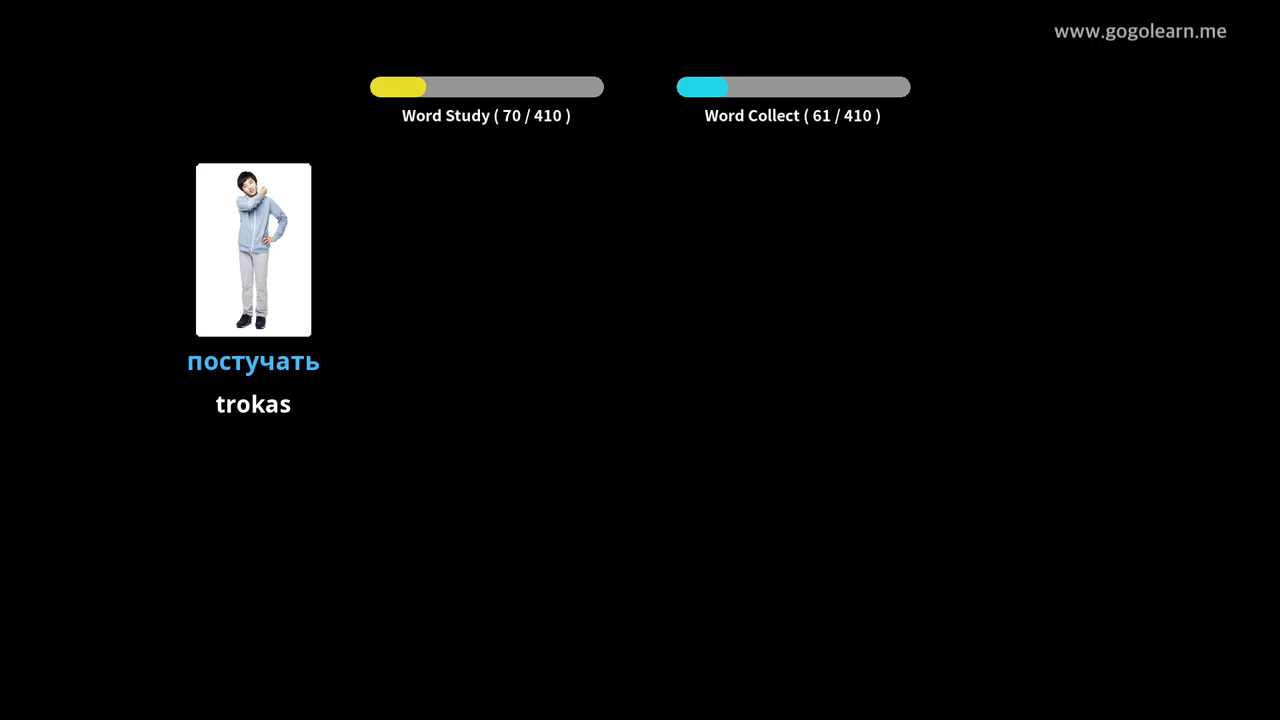 www.gogolearn.me
Word Study ( 70 / 410 )
Word Collect ( 61 / 410 )
постучать
trokas